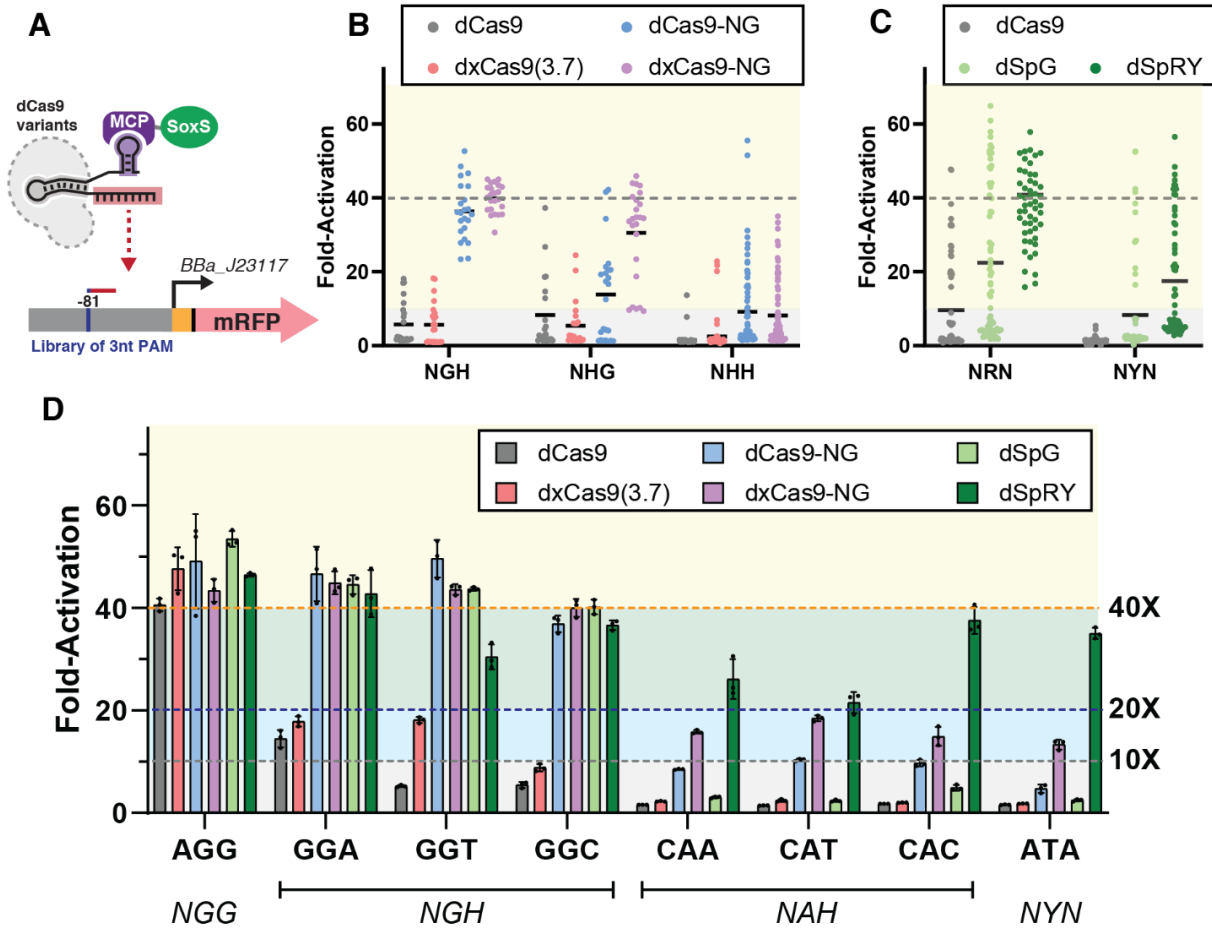 A
dCas9
variants
MCP
SoxS
BBa_J23117
-81
mRFP
Library of 3nt PAM
B
dCas9
dCas9-NG
dxCas9(3.7)
dxCas9-NG
Fold-Activation
60
40
20
0
NGH
NHG
NHH
C
dCas9
dSpG
dSpRY
Fold-Activation
60
40
20
0
NRN
NYN
D
dCas9
dCas9-NG
dSpG
dxCas9(3.7)
dxCas9-NG
dSpRY
Fold-Activation
60
40
20
0
40X
20X
10X
AGG
GGA
GGT
GGC
CAA
CAT
CAC
ATA
NGG
NGH
NAH
NYN